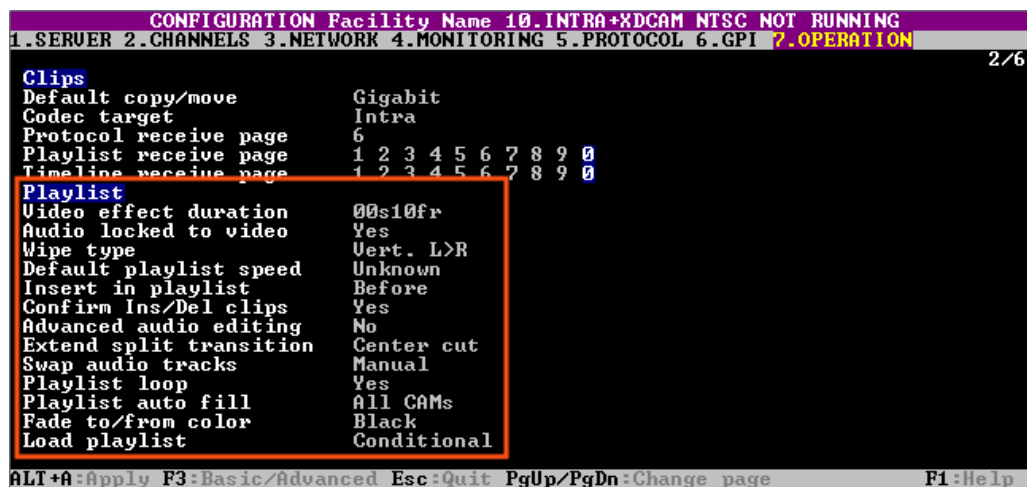 CONFIGURATION Facility Name 10.INTRA+XDCAM NTSC NOT RUNNING
1.SERVER 2.CHANNELS 3.NETWORK 4.MONITORING 5.PROTOCOL 6.GPI 7.OPERATION
2/6
Clips
Default copy/move Gigabit
Codec target Intra
Protocol receive page 6
Playlist receive page 1 2 3 4 5 6 7 8 9 0
Timeline receive page 1 2 3 4 5 6 7 8 9 0
Playlist
Video effect duration 00s10fr
Audio locked to video Yes
Wipe type Vert. L>R
Default playlist speed Unknown
Insert in playlist Before
Confirm Ins/Del clips Yes
Advanced audio editing No
Extend split transition Center cut
Swap audio tracks Manual
Playlist loop Yes
Playlist auto fill All CAMs
Fade to/from color Black
Load playlist Conditional
ALT+A:Apply F3:Basic/Advanced Esc:Quit PgUp/PgDn:Change page F1:Help